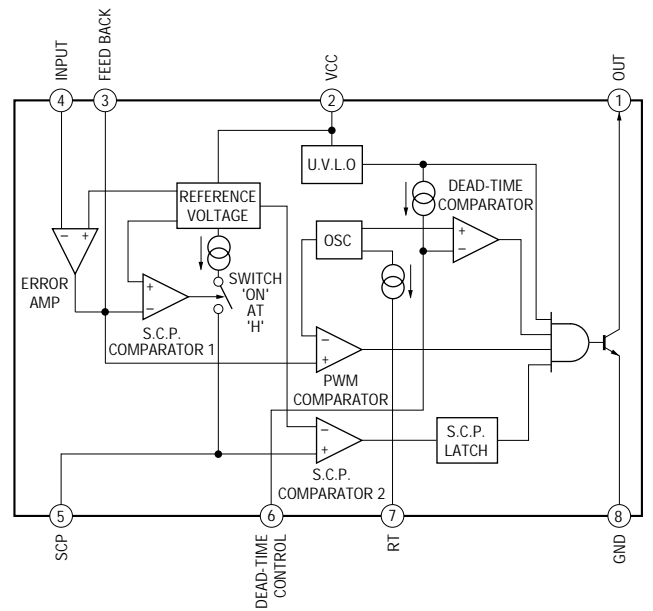 INPUT
FEED BACK
VCC
OUT
4
3
2
1
U.V.L.O
REFERENCE
VOLTAGE
DEAD-TIME
COMPARATOR
OSC
+
−
− +
ERROR
AMP
+
−
SWITCH
'ON'
AT
'H'
S.C.P.
COMPARATOR 1
−
+
PWM
COMPARATOR
−
+
S.C.P.
LATCH
S.C.P.
COMPARATOR 2
5
6
7
8
SCP
DEAD-TIME
CONTROL
RT
GND